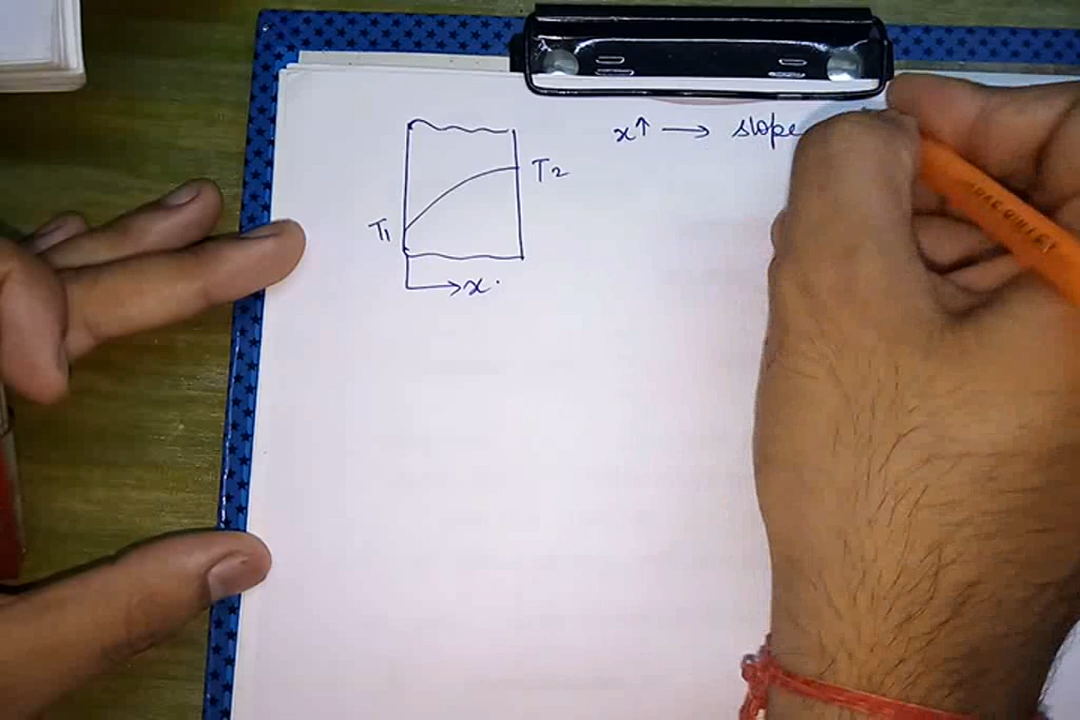 x↑ → slope
T2
T1
→ x.